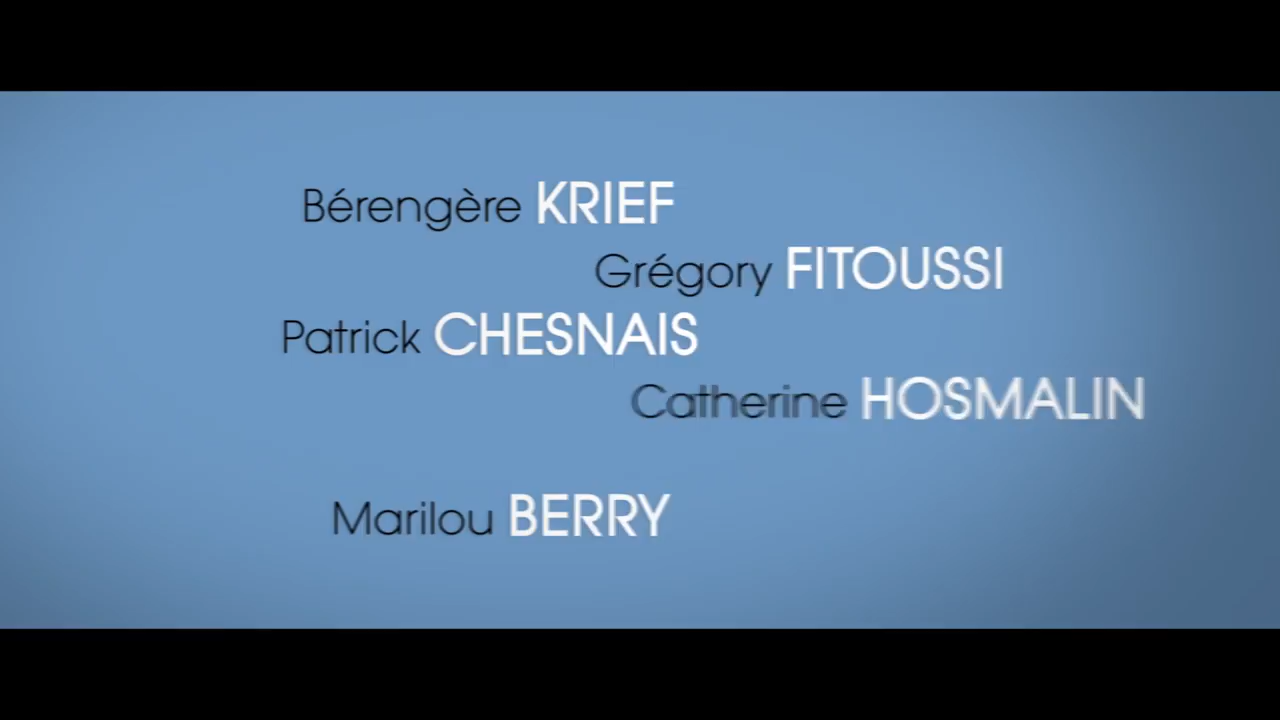 Bérengère KRIEF
Grégory FITOUSSI
Patrick CHESNAIS
Catherine HOSMALIN
Marilou BERRY